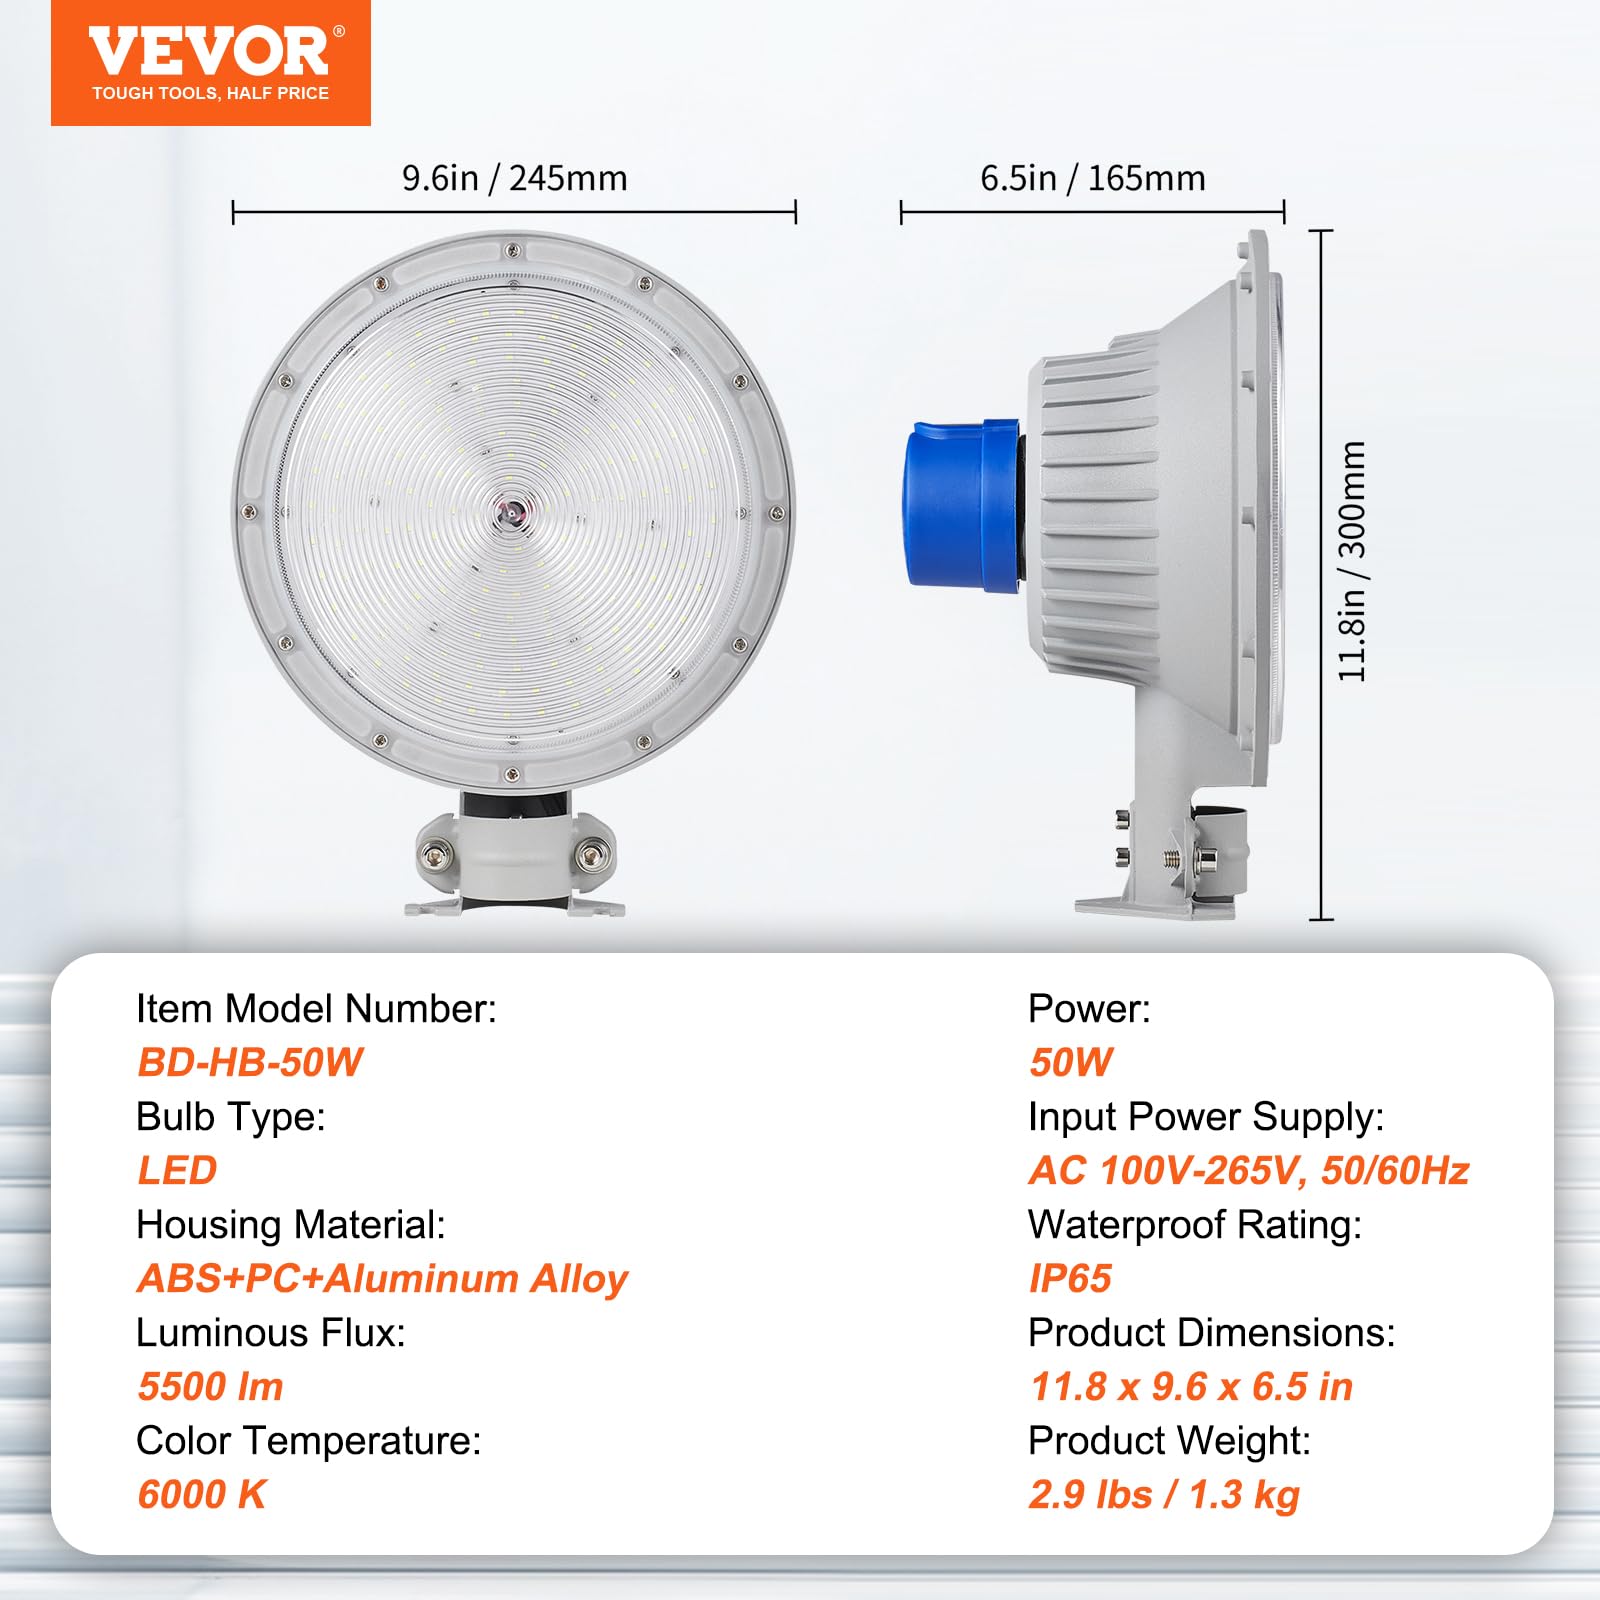 VEVOR®
TOUGH TOOLS, HALF PRICE
9.6in / 245mm
6.5in / 165mm
11.8in / 300mm
Item Model Number:
BD-HB-50W
Bulb Type:
LED
Housing Material:
ABS+PC+Aluminum Alloy
Luminous Flux:
5500 lm
Color Temperature:
6000 K
Power:
50W
Input Power Supply:
AC 100V-265V, 50/60Hz
Waterproof Rating:
IP65
Product Dimensions:
11.8 x 9.6 x 6.5 in
Product Weight:
2.9 lbs / 1.3 kg